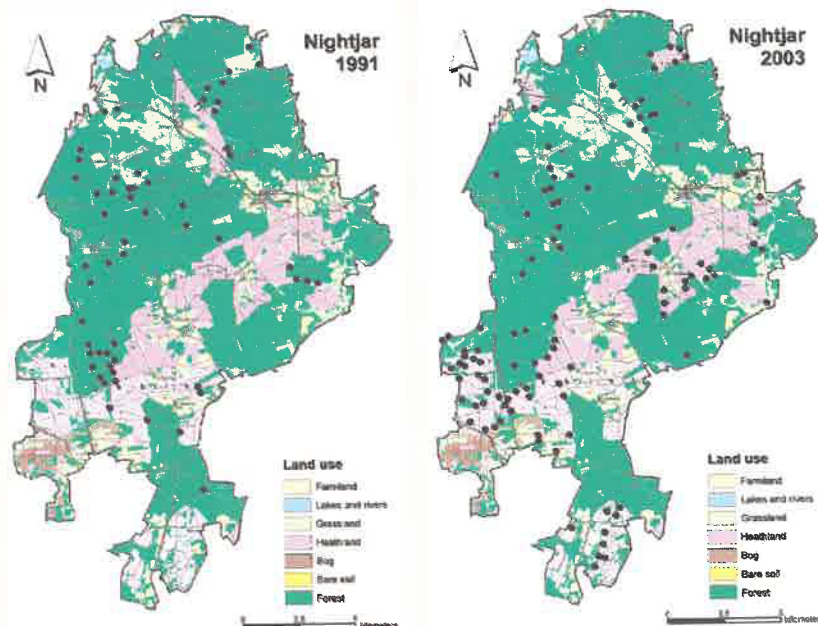 Nightjar
1991
N
Land use
Farmland
Lakes and rivers
Grassland
Heathland
Bog
Bare soil
Forest
Nightjar
2003
N
Land use
Farmland
Lakes and rivers
Grassland
Heathland
Bog
Bare soil
Forest